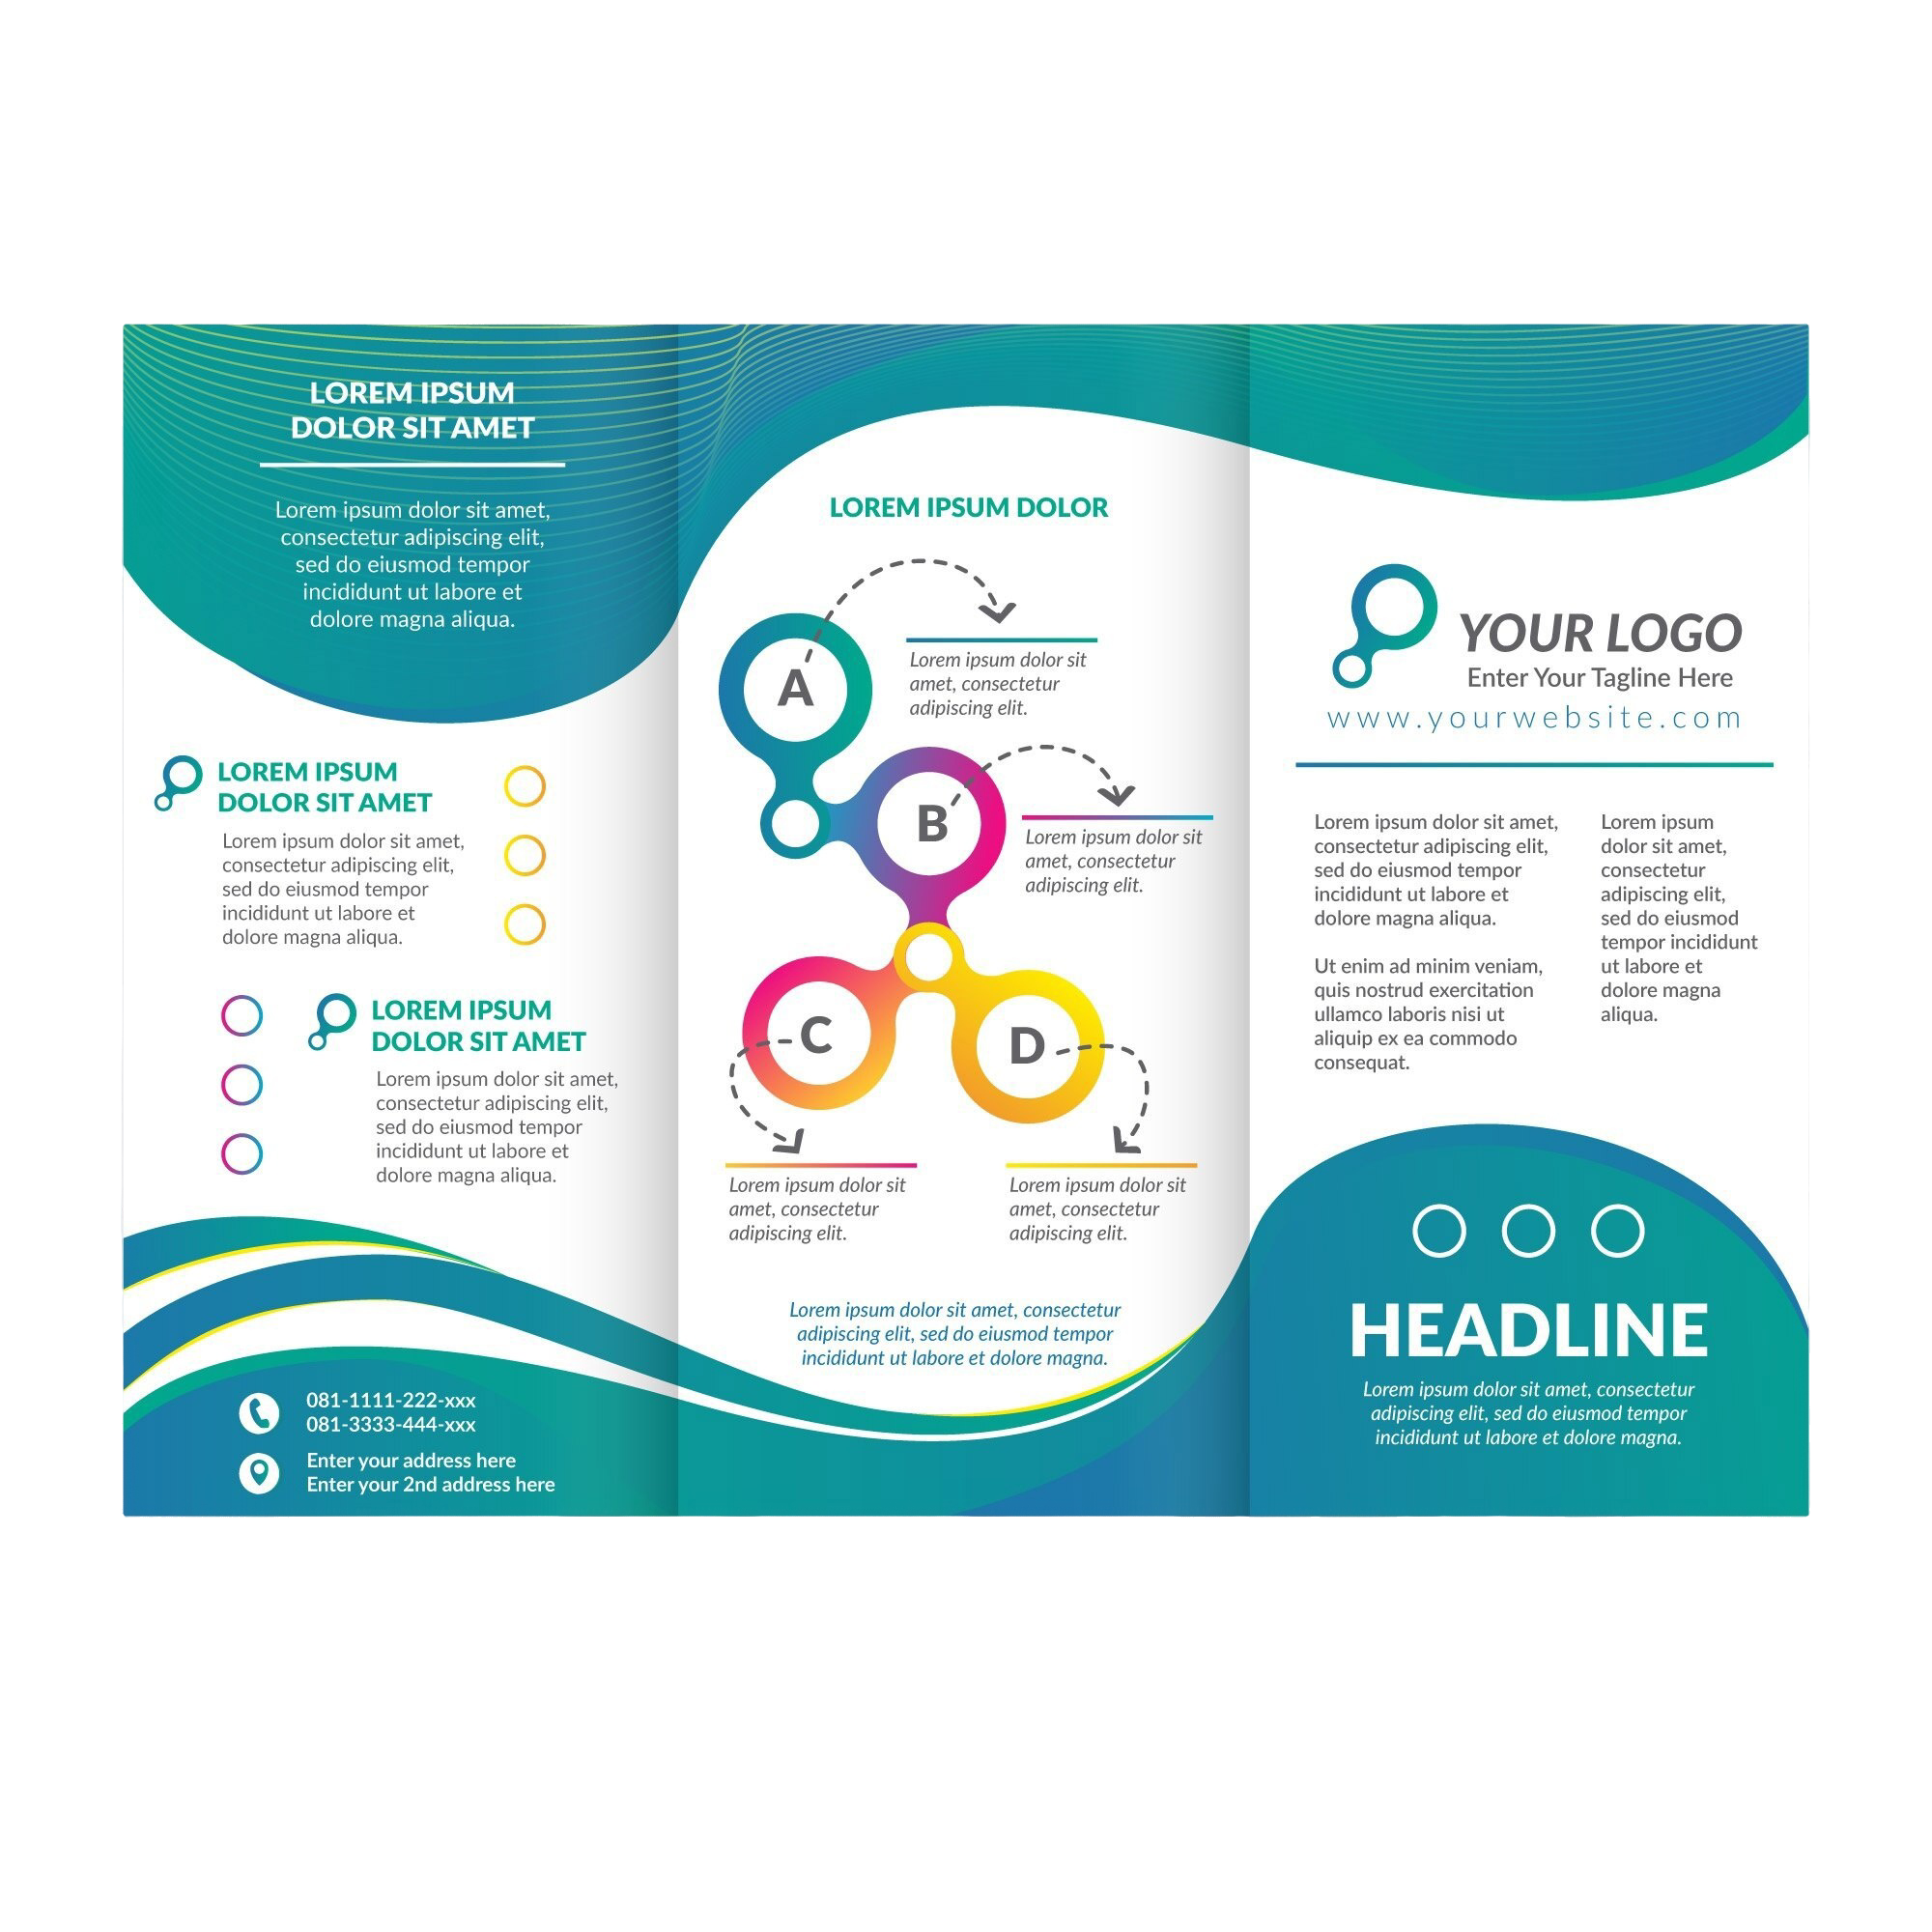 LOREM IPSUM
DOLOR SIT AMET
Lorem ipsum dolor sit amet,
consectetur adipiscing elit,
sed do eiusmod tempor
incididunt ut labore et
dolore magna aliqua.
LOREM IPSUM
DOLOR SIT AMET
Lorem ipsum dolor sit amet,
consectetur adipiscing elit,
sed do eiusmod tempor
incididunt ut labore et
dolore magna aliqua.
LOREM IPSUM
DOLOR SIT AMET
Lorem ipsum dolor sit amet,
consectetur adipiscing elit,
sed do eiusmod tempor
incididunt ut labore et
dolore magna aliqua.
081-1111-222-xxx
081-3333-444-xxx
Enter your address here
Enter your 2nd address here
LOREM IPSUM DOLOR
A
Lorem ipsum dolor sit
amet, consectetur
adipiscing elit.
B
Lorem ipsum dolor sit
amet, consectetur
adipiscing elit.
C
D
Lorem ipsum dolor sit
amet, consectetur
adipiscing elit.
Lorem ipsum dolor sit
amet, consectetur
adipiscing elit.
Lorem ipsum dolor sit amet, consectetur
adipiscing elit, sed do eiusmod tempor
incididunt ut labore et dolore magna.
YOUR LOGO
Enter Your Tagline Here
www.yourwebsite.com
Lorem ipsum dolor sit amet,
consectetur adipiscing elit,
sed do eiusmod tempor
incididunt ut labore et
dolore magna aliqua.
Ut enim ad minim veniam,
quis nostrud exercitation
ullamco laboris nisi ut
aliquip ex ea commodo
consequat.
Lorem ipsum
dolor sit amet,
consectetur
adipiscing elit,
sed do eiusmod
tempor incididunt
ut labore et
dolore magna
aliqua.
HEADLINE
Lorem ipsum dolor sit amet, consectetur
adipiscing elit, sed do eiusmod tempor
incididunt ut labore et dolore magna.